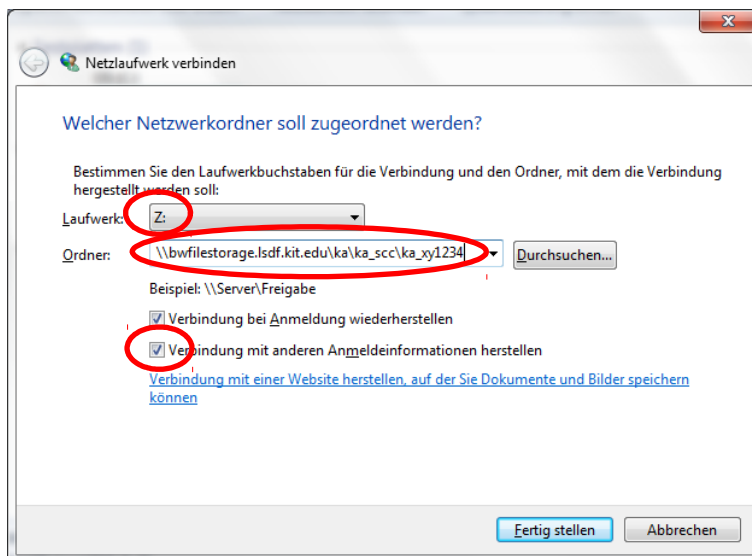 Netzlaufwerk verbinden
Welcher Netzwerkordner soll zugeordnet werden?
Bestimmen Sie den Laufwerkbuchstaben für die Verbindung und den Ordner, mit dem die Verbindung
hergestellt werden soll:
Laufwerk: Z:
Ordner: \\bwfilestorage.lsdf.kit.edu\ka\ka_scc\ka_xy1234 Durchsuchen...
Beispiel: \\Server\Freigabe
Verbindung bei Anmeldung wiederherstellen
Verbindung mit anderen Anmeldeinformationen herstellen
Verbindung mit einer Website herstellen, auf der Sie Dokumente und Bilder speichern
können
Fertig stellen Abbrechen